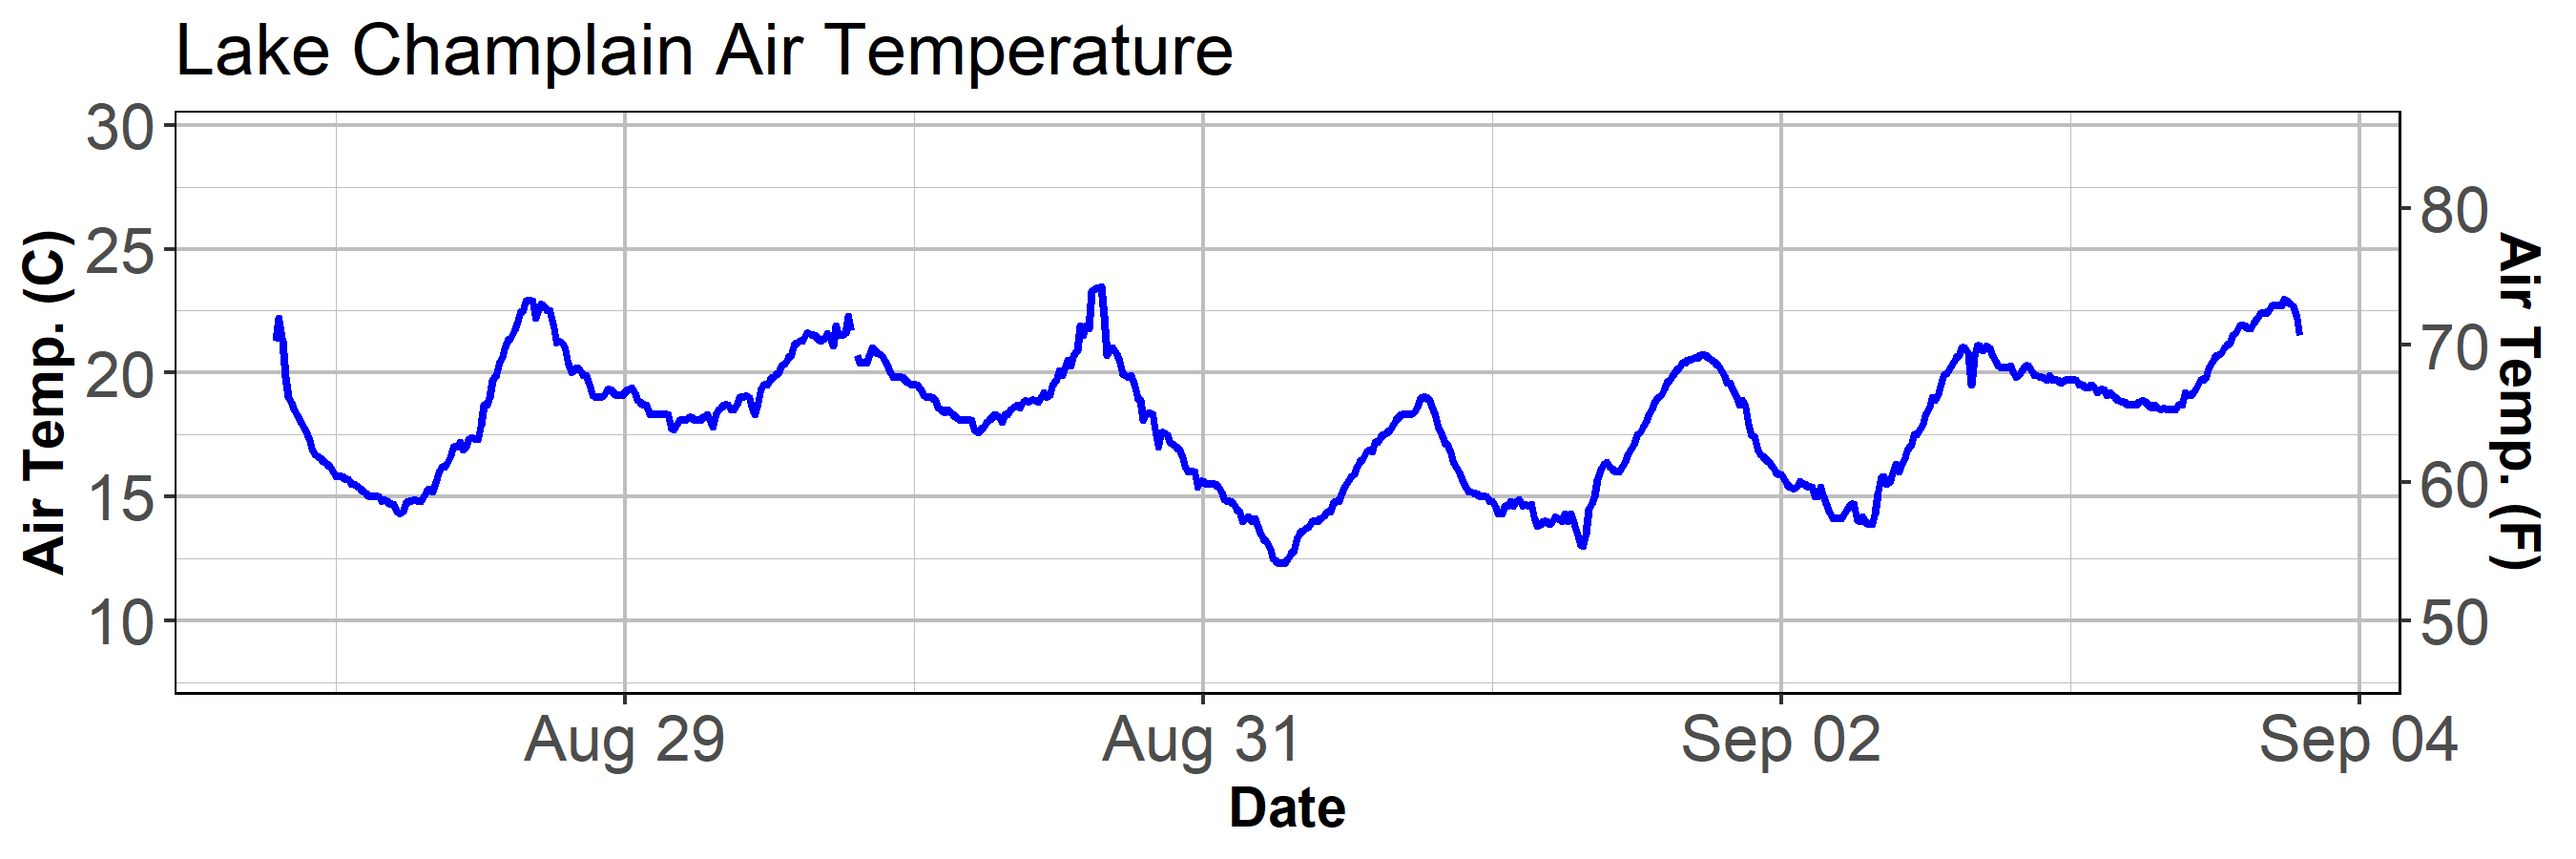 Lake Champlain Air Temperature
30
25
20
15
10
Air Temp. (C)
80
70
60
50
Air Temp. (F)
Aug 29 Aug 31 Sep 02 Sep 04
Date